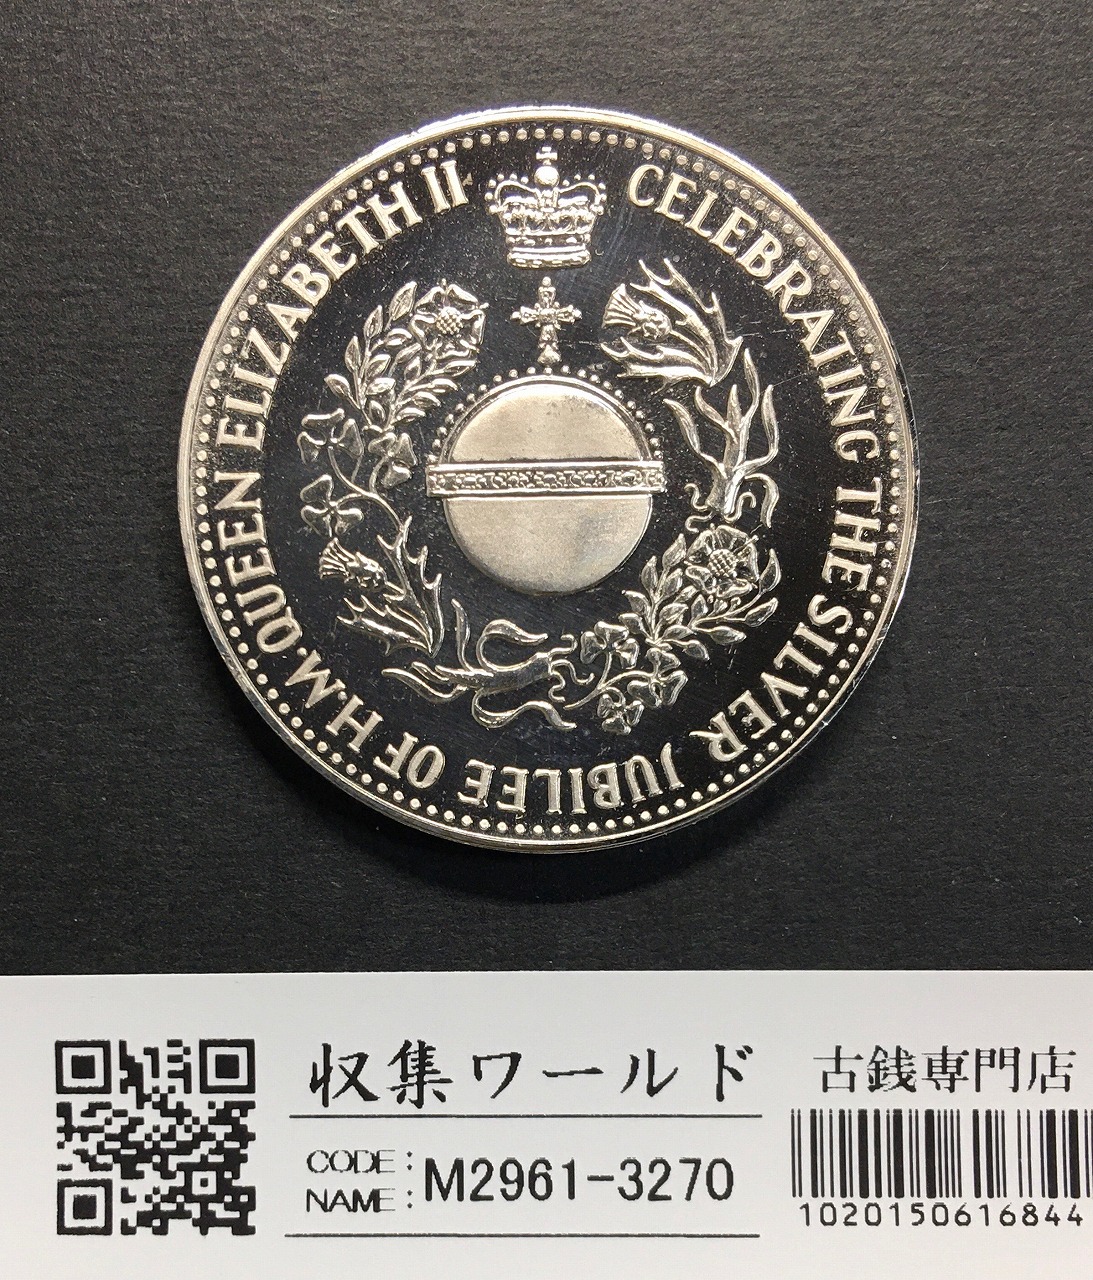 CELEBRATING THE SILVER JUBILEE OF H.M. QUEEN ELIZABETH II
収集ワールド
古銭専門店
CODE:
NAME: M2961-3270
1020150616844